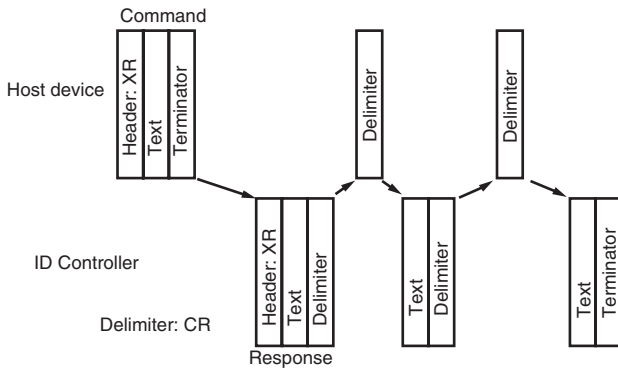 Command
Host device
Header: XR
Text
Terminator
Delimiter
Delimiter
ID Controller
Header: XR
Text
Delimiter
Text
Delimiter
Text
Terminator
Delimiter: CR
Response